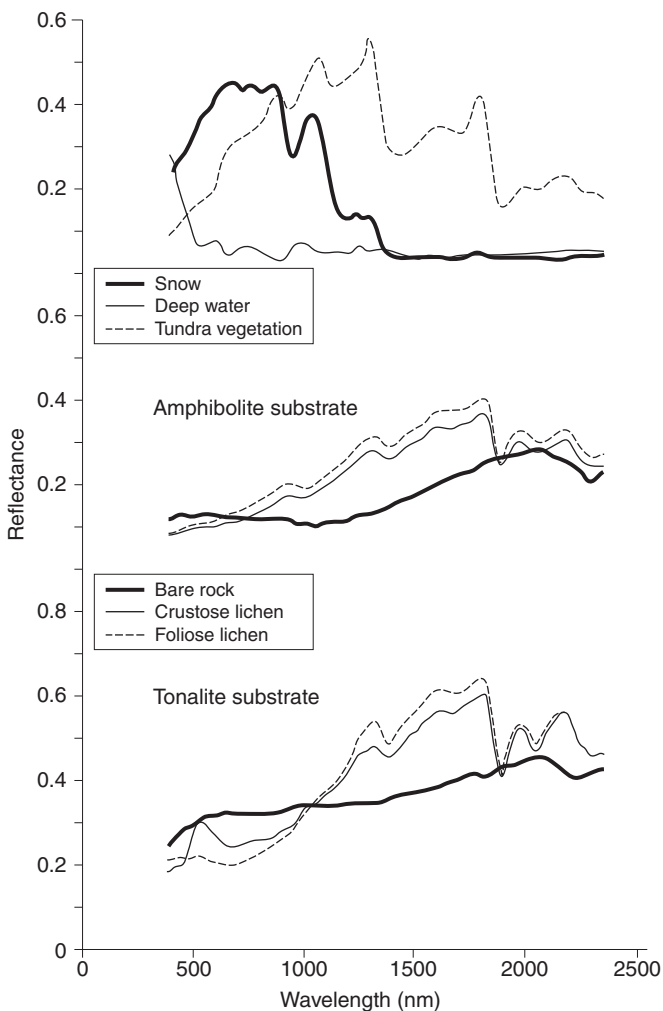 0.6
0.4
0.2
Snow
Deep water
Tundra vegetation
0.6
Amphibolite substrate
0.4
0.2
Reflectance
Bare rock
Crustose lichen
Foliose lichen
0.8
Tonalite substrate
0.6
0.4
0.2
0
0 500 1000 1500 2000 2500
Wavelength (nm)